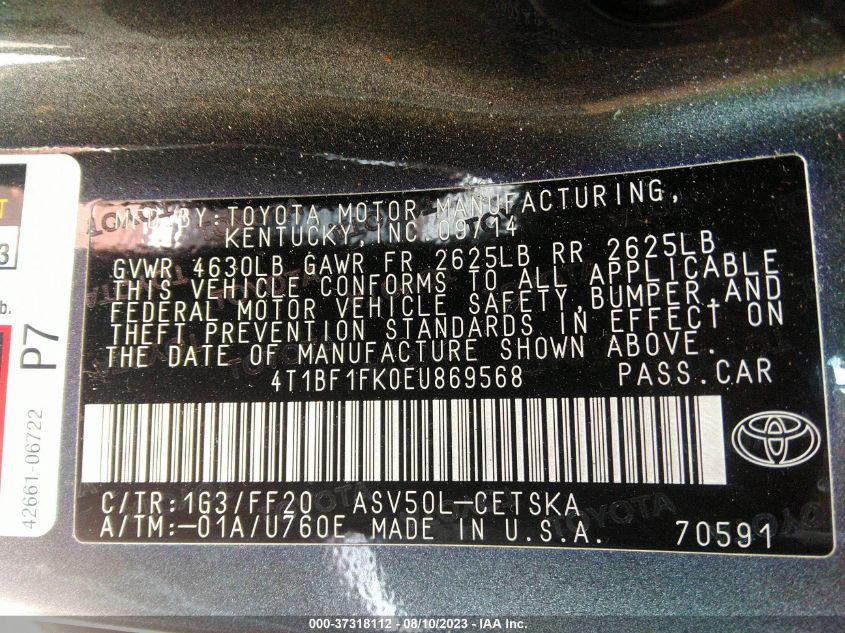 MFD BY:TOYOTA MOTOR MANUFACTURING,
KENTUCKY,INC.09/14
GVWR 4630LB GAWR FR 2625LB RR 2625LB
THIS VEHICLE CONFORMS TO ALL APPLICABLE
FEDERAL MOTOR VEHICLE SAFETY,BUMPER,AND
THEFT PREVENTION STANDARDS IN EFFECT ON
THE DATE OF MANUFACTURE SHOWN ABOVE.
4T1BF1FK0EU869568 PASS.CAR
C/TR:1G3/FF20 ASV50L-CETSKA
A/TM:-01A/U760E MADE IN U.S.A. 70591
T
3
b.
P7
42661-06722
000-37318112 - 08/10/2023 - © IAA Inc.